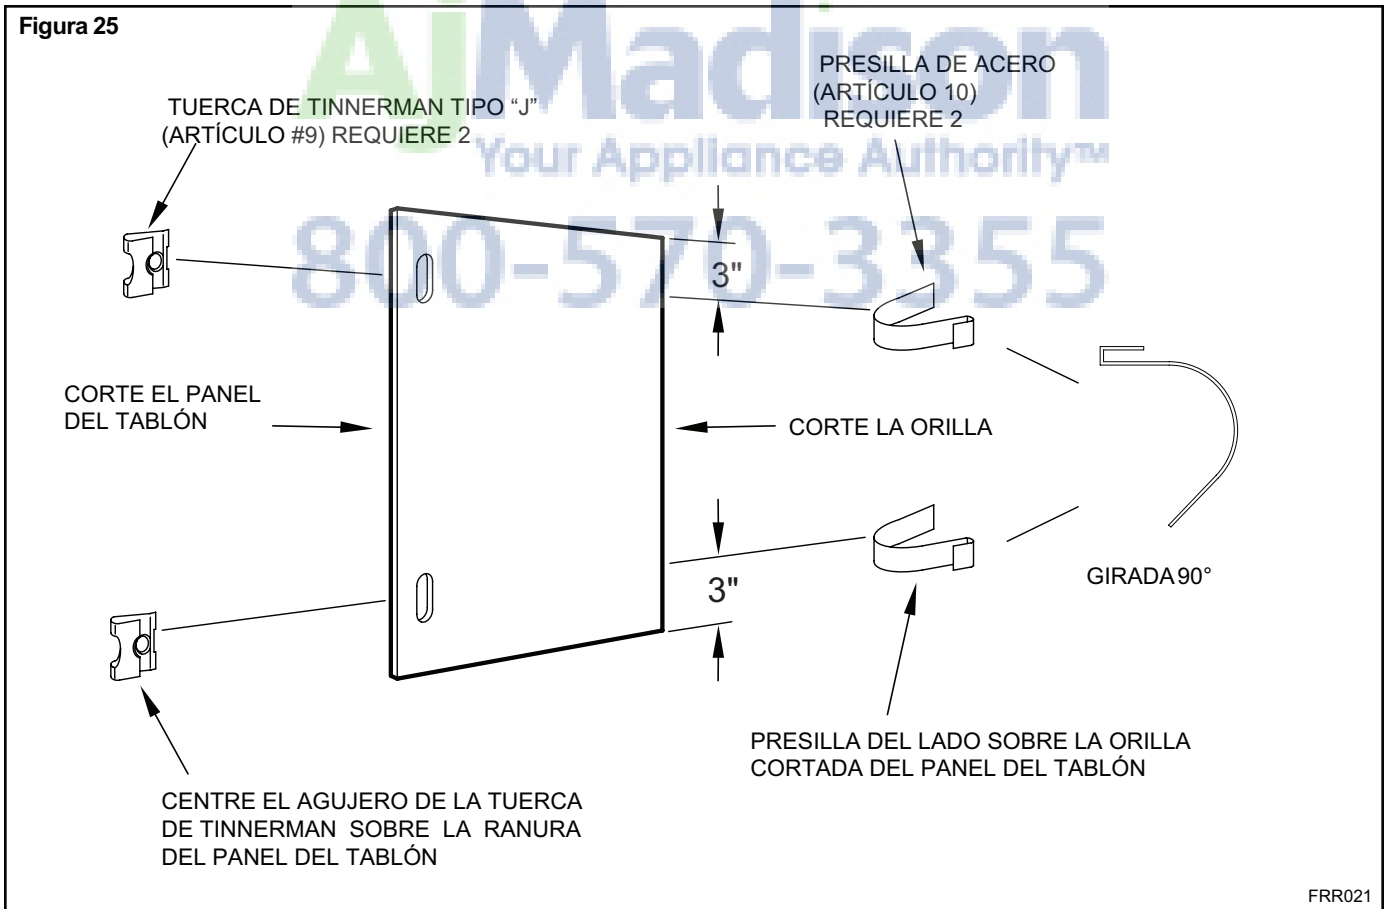 Figura 25
AjMadison
Your Appliance Authority™
800-570-3355
TUERCA DE TINNERMAN TIPO “J”
(ARTÍCULO #9) REQUIERE 2
PRESILLA DE ACERO
(ARTÍCULO 10)
REQUIERE 2
3"
CORTE EL PANEL
DEL TABLÓN
CORTE LA ORILLA
3"
GIRADA 90°
PRESILLA DEL LADO SOBRE LA ORILLA
CORTADA DEL PANEL DEL TABLÓN
CENTRE EL AGUJERO DE LA TUERCA
DE TINNERMAN SOBRE LA RANURA
DEL PANEL DEL TABLÓN
FRR021